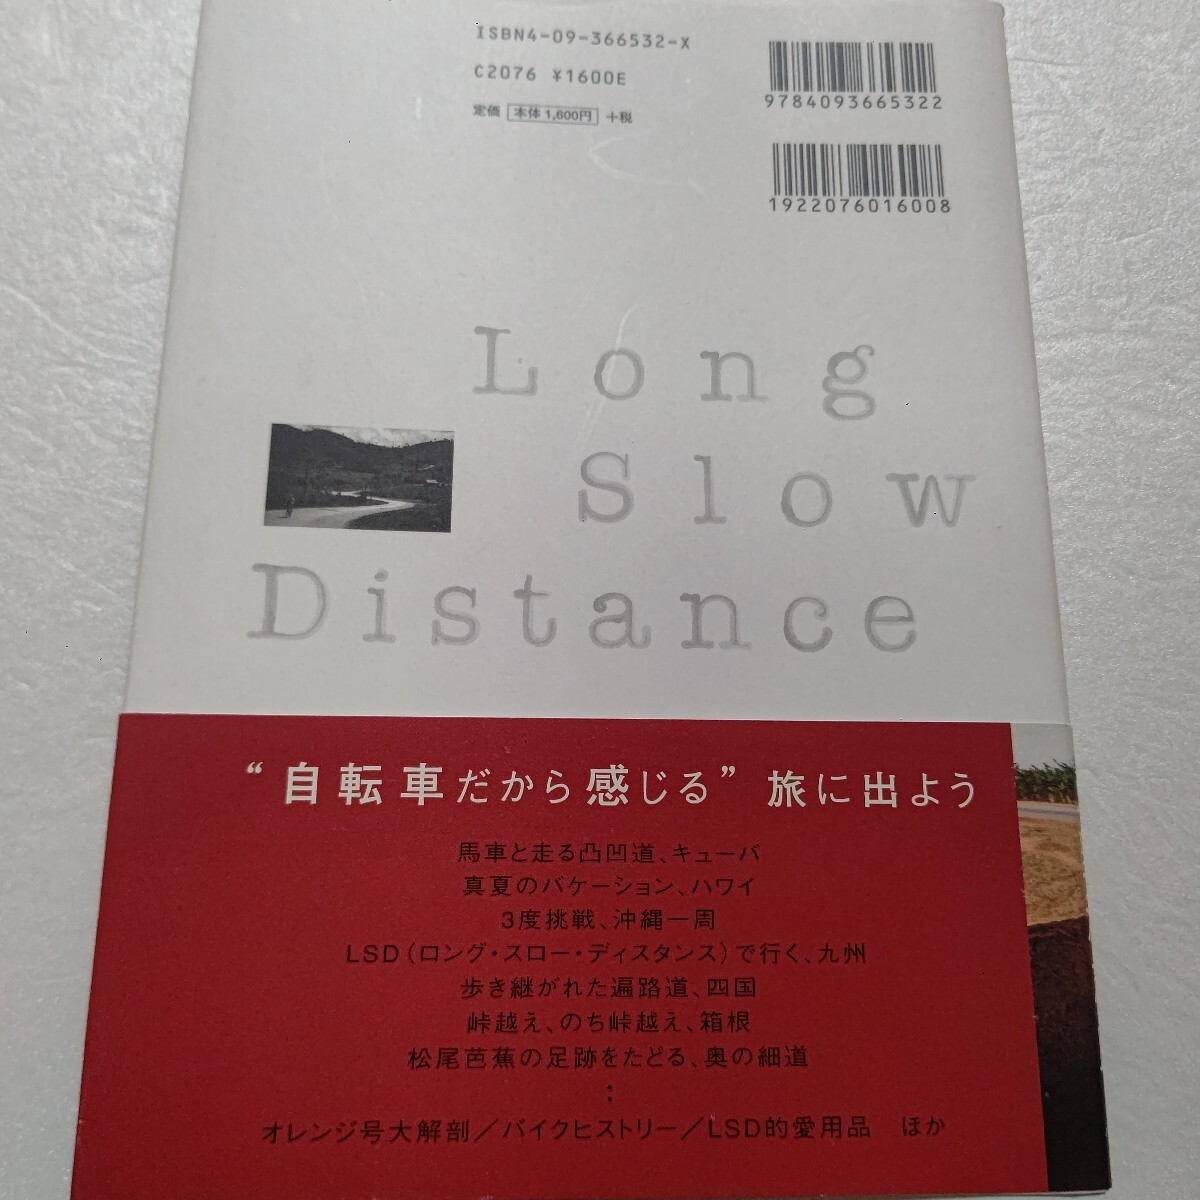 ISBN4-09-366532-X
C2076 ¥1600E
定価 本体1,600円 +税
9784093665322
1922076016008
Long
Slow
Distance
“自転車だから感じる”旅に出よう
馬車と走る凸凹道、キューバ
真夏のバケーション、ハワイ
3度挑戦、沖縄一周
LSD（ロング・スロー・ディスタンス）で行く、九州
歩き継がれた遍路道、四国
峠越え、のち峠越え、箱根
松尾芭蕉の足跡をたどる、奥の細道
：
オレンジ号大解剖／バイクヒストリー／LSD的愛用品 ほか